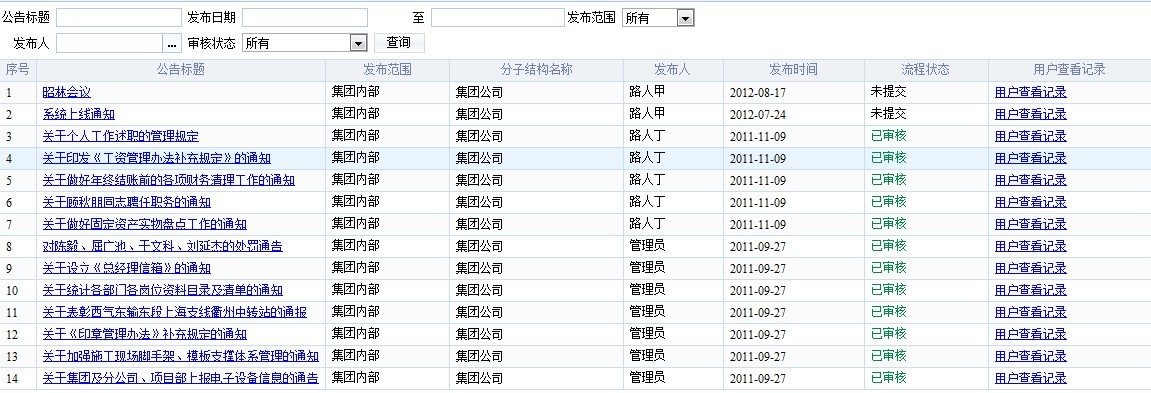 公告标题 发布日期 至 发布范围 所有
发布人 ... 审核状态 所有 查询
序号 公告标题 发布范围 分子结构名称 发布人 发布时间 流程状态 用户查看记录
1 昭林会议 集团内部 集团公司 路人甲 2012-08-17 未提交 用户查看记录
2 系统上线通知 集团内部 集团公司 路人甲 2012-07-24 未提交 用户查看记录
3 关于个人工作述职的管理规定 集团内部 集团公司 路人丁 2011-11-09 已审核 用户查看记录
4 关于印发《工资管理办法补充规定》的通知 集团内部 集团公司 路人丁 2011-11-09 已审核 用户查看记录
5 关于做好年终结账前的各项财务清理工作的通知 集团内部 集团公司 路人丁 2011-11-09 已审核 用户查看记录
6 关于顾秋朋同志聘任职务的通知 集团内部 集团公司 路人丁 2011-11-09 已审核 用户查看记录
7 关于做好固定资产实物盘点工作的通知 集团内部 集团公司 路人丁 2011-11-09 已审核 用户查看记录
8 对陈毅、屈广池、于文科、刘延杰的处罚通告 集团内部 集团公司 管理员 2011-09-27 已审核 用户查看记录
9 关于设立《总经理信箱》的通知 集团内部 集团公司 管理员 2011-09-27 已审核 用户查看记录
10 关于统计各部门各岗位资料目录及清单的通知 集团内部 集团公司 管理员 2011-09-27 已审核 用户查看记录
11 关于表彰西气东输东段上海支线衢州中转站的通报 集团内部 集团公司 管理员 2011-09-27 已审核 用户查看记录
12 关于《印章管理办法》补充规定的通知 集团内部 集团公司 管理员 2011-09-27 已审核 用户查看记录
13 关于加强施工现场脚手架、模板支撑体系管理的通知 集团内部 集团公司 管理员 2011-09-27 已审核 用户查看记录
14 关于集团及分公司、项目部上报电子设备信息的通告 集团内部 集团公司 管理员 2011-09-27 已审核 用户查看记录